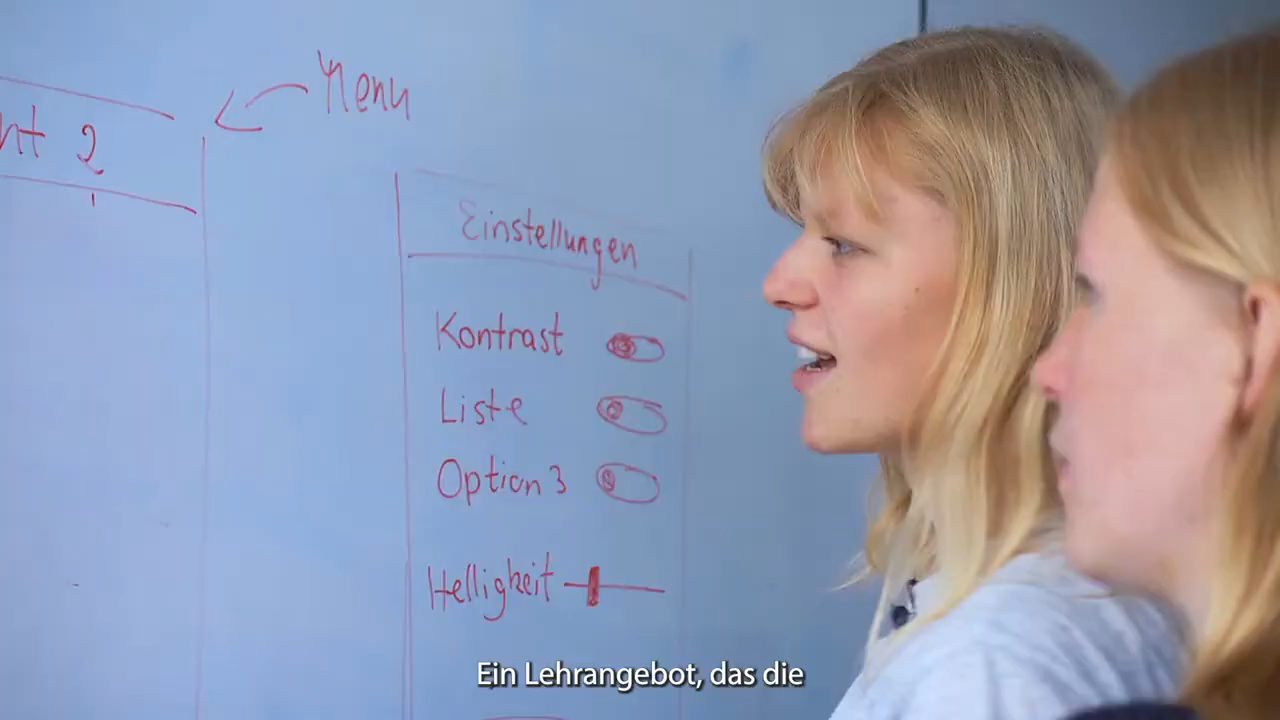 Menu
nt 2
Einstellungen
Kontrast
Liste
Option 3
Helligkeit
Ein Lehrangebot, das die